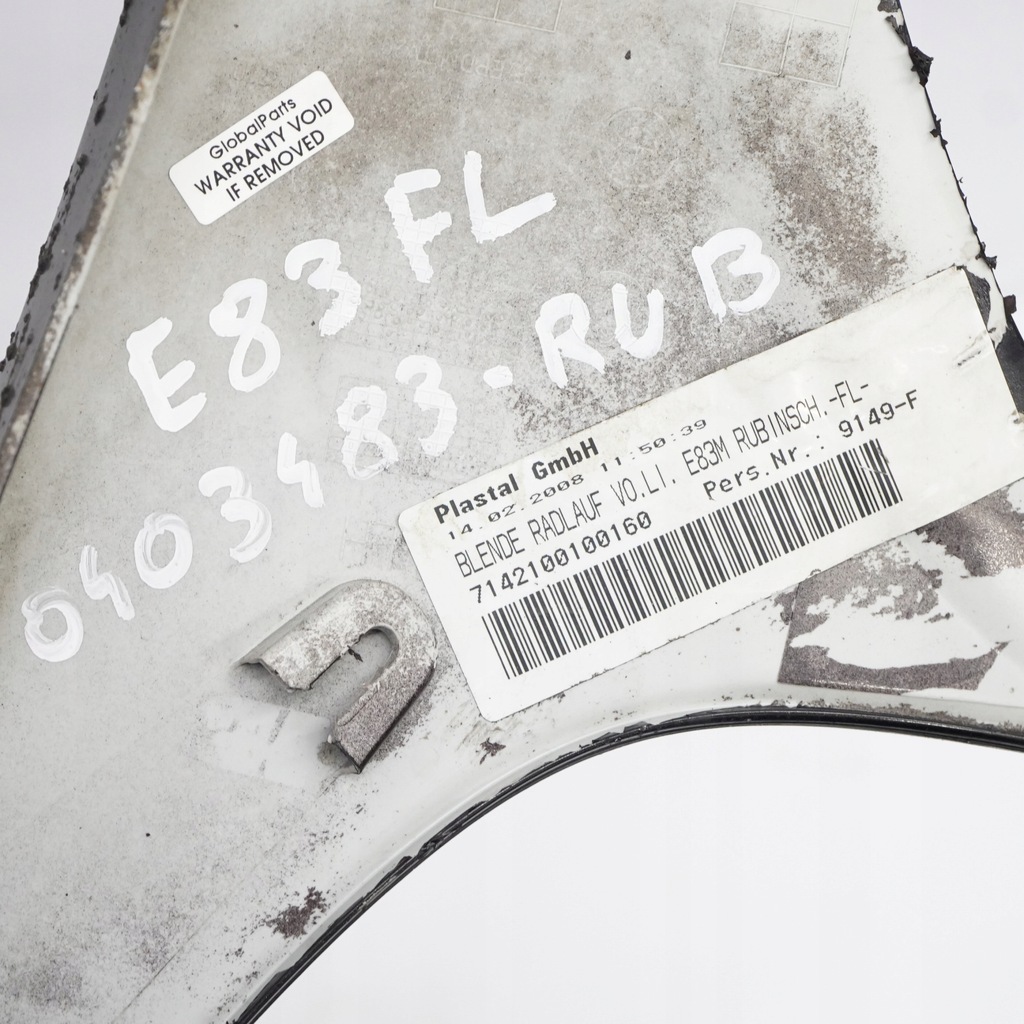 GlobalParts
WARRANTY VOID
IF REMOVED
E83 FL
0403483-RUB
Plastal GmbH
14.02.2008 11:50:39
BLENDE RADLAUF VO.LI. E83M RUBINSCH.-FL-
7142100100160 Pers.Nr.: 9149-F